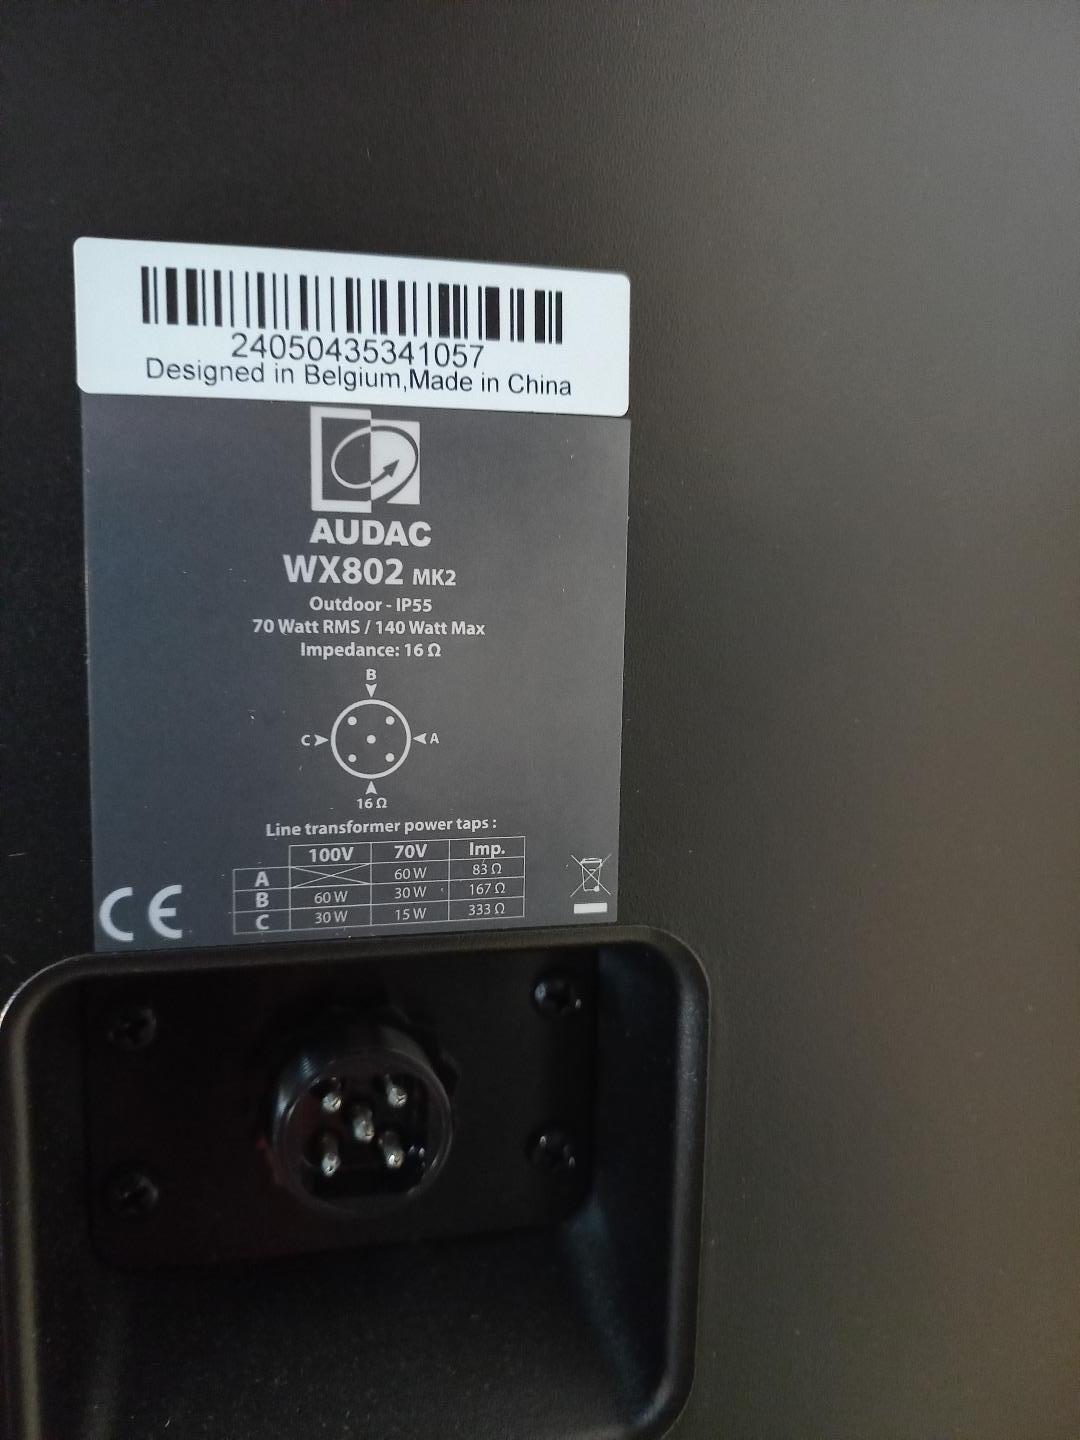 24050435341057
Designed in Belgium,Made in China
AUDAC
WX802 MK2
Outdoor - IP55
70 Watt RMS / 140 Watt Max
Impedance: 16 Ω
B
C A
16 Ω
Line transformer power taps :
100V 70V Imp.
A 60 W 83 Ω
B 60 W 30 W 167 Ω
C 30 W 15 W 333 Ω
CE